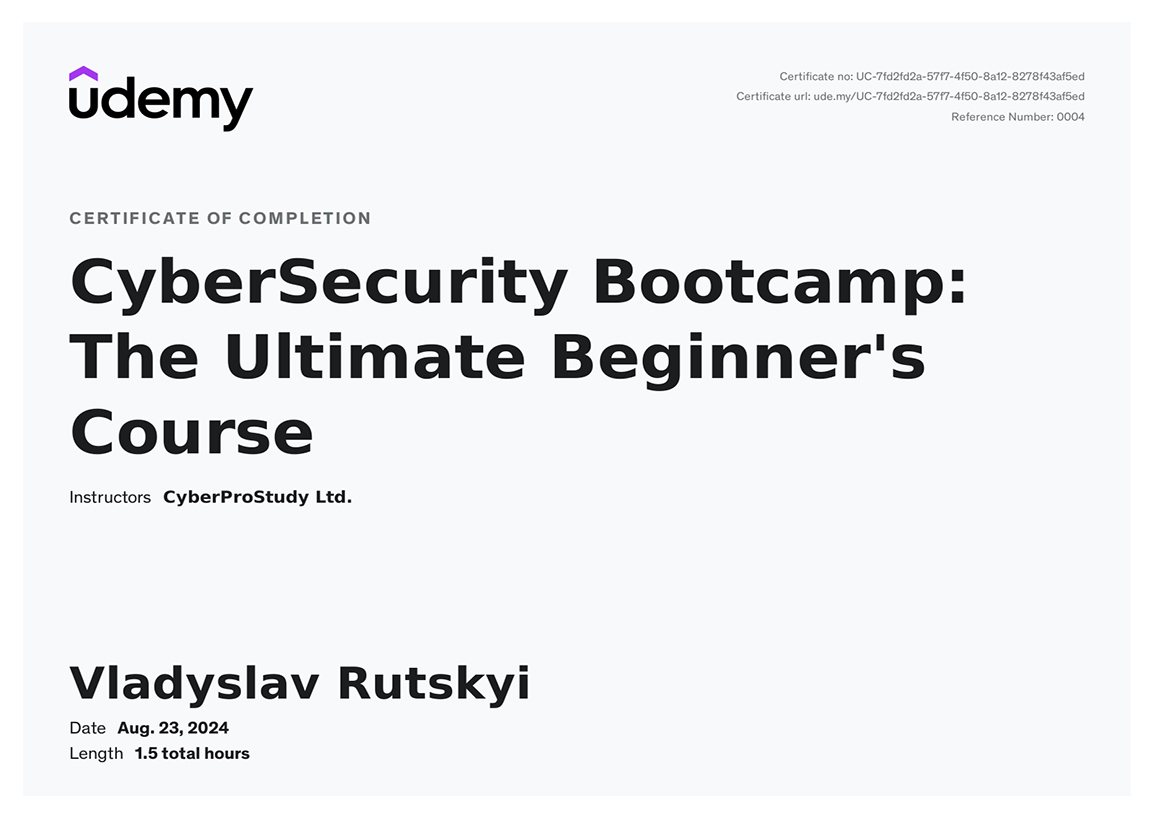 udemy
Certificate no: UC-7fd2fd2a-57f7-4f50-8a12-8278f43af5ed
Certificate url: ude.my/UC-7fd2fd2a-57f7-4f50-8a12-8278f43af5ed
Reference Number: 0004
CERTIFICATE OF COMPLETION
CyberSecurity Bootcamp:
The Ultimate Beginner's
Course
Instructors CyberProStudy Ltd.
Vladyslav Rutskyi
Date Aug. 23, 2024
Length 1.5 total hours